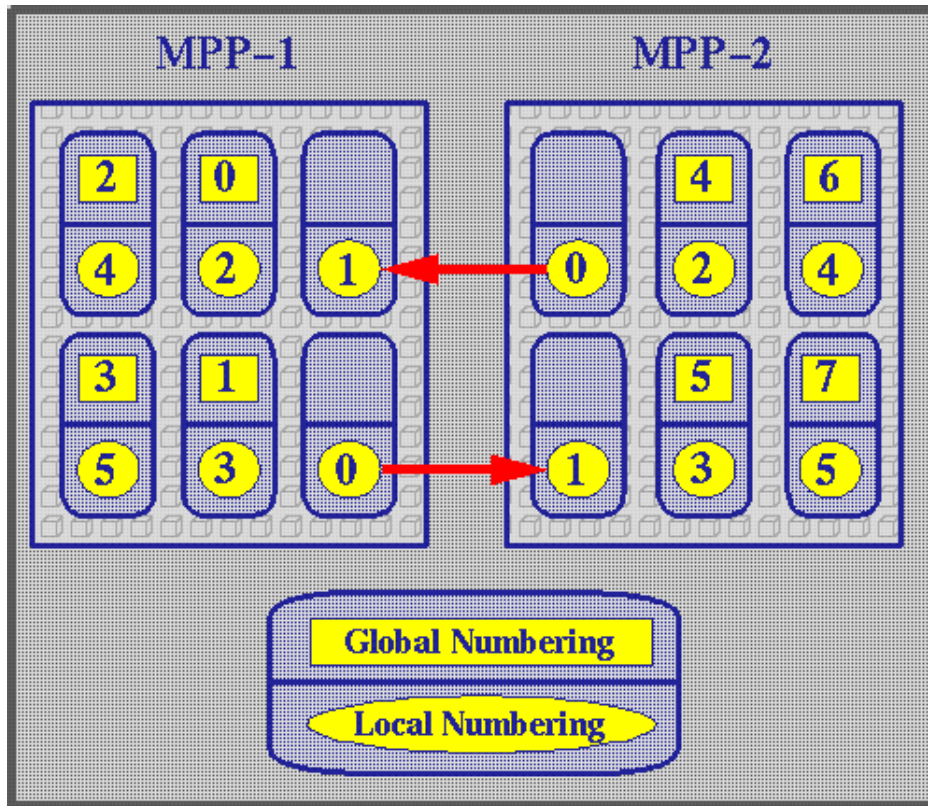 MPP-1 MPP-2
2 0 4 6
4 2 1 0 2 4
3 1 5 7
5 3 0 1 3 5
Global Numbering
Local Numbering